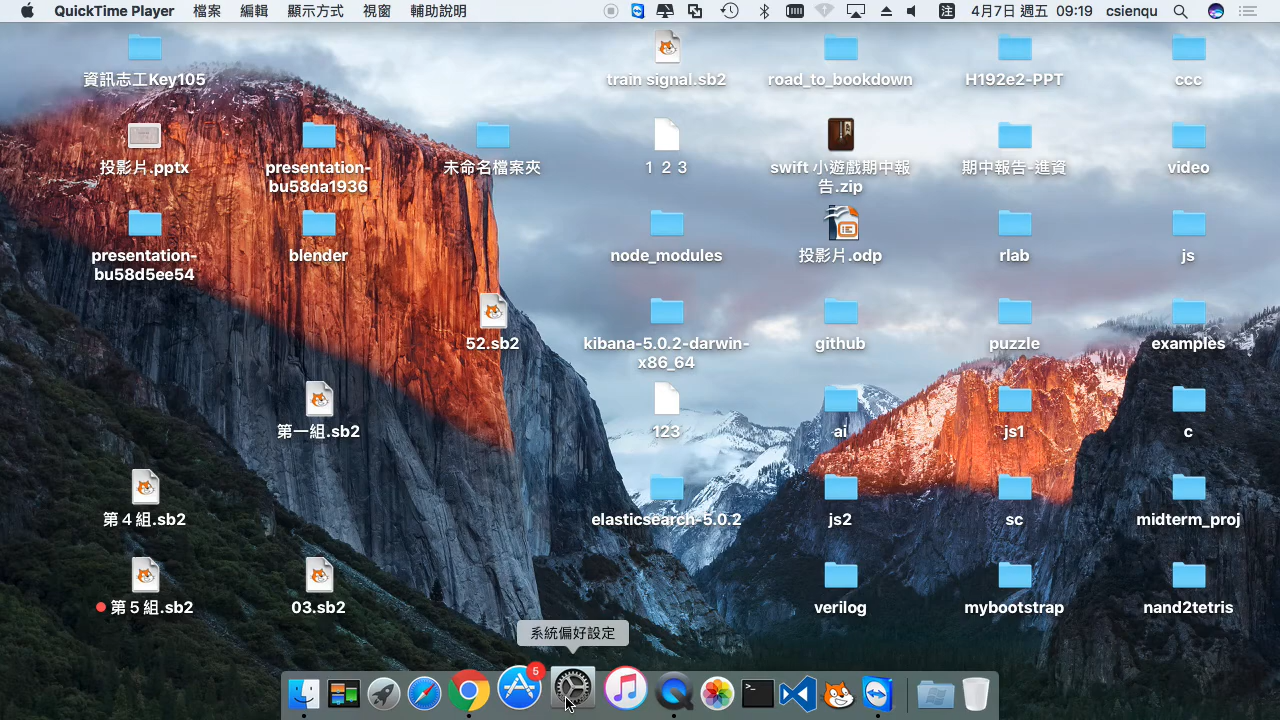 QuickTime Player 檔案 編輯 顯示方式 視窗 輔助說明 注 4月7日 週五 09:19 csienqu
資訊志工Key105
train signal.sb2
road_to_bookdown
H192e2-PPT
ccc
投影片.pptx
presentation-
bu58da1936
未命名檔案夾
１２３
swift 小遊戲期中報
告.zip
期中報告-進資
video
presentation-
bu58d5ee54
blender
node_modules
投影片.odp
rlab
js
52.sb2
kibana-5.0.2-darwin-
x86_64
github
puzzle
examples
第一組.sb2
123
ai
js1
c
第４組.sb2
elasticsearch-5.0.2
js2
sc
midterm_proj
第５組.sb2
03.sb2
verilog
mybootstrap
nand2tetris
系統偏好設定
5
>_